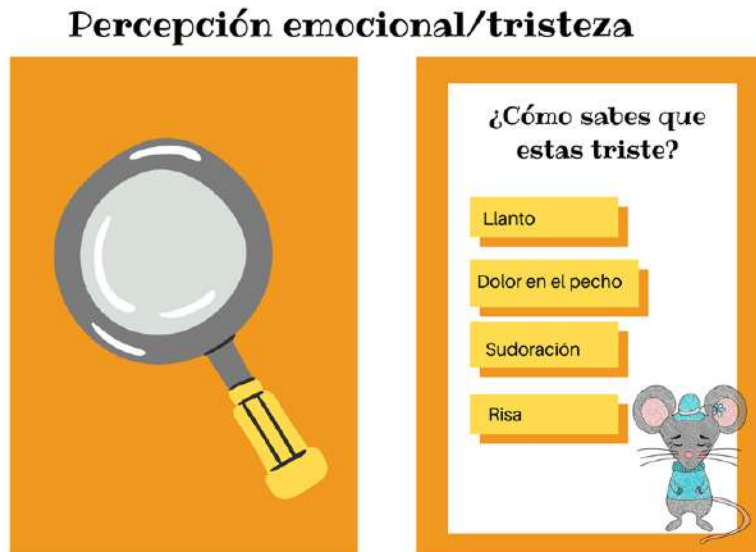 Percepción emocional/tristeza
¿Cómo sabes que
estas triste?
Llanto
Dolor en el pecho
Sudoración
Risa